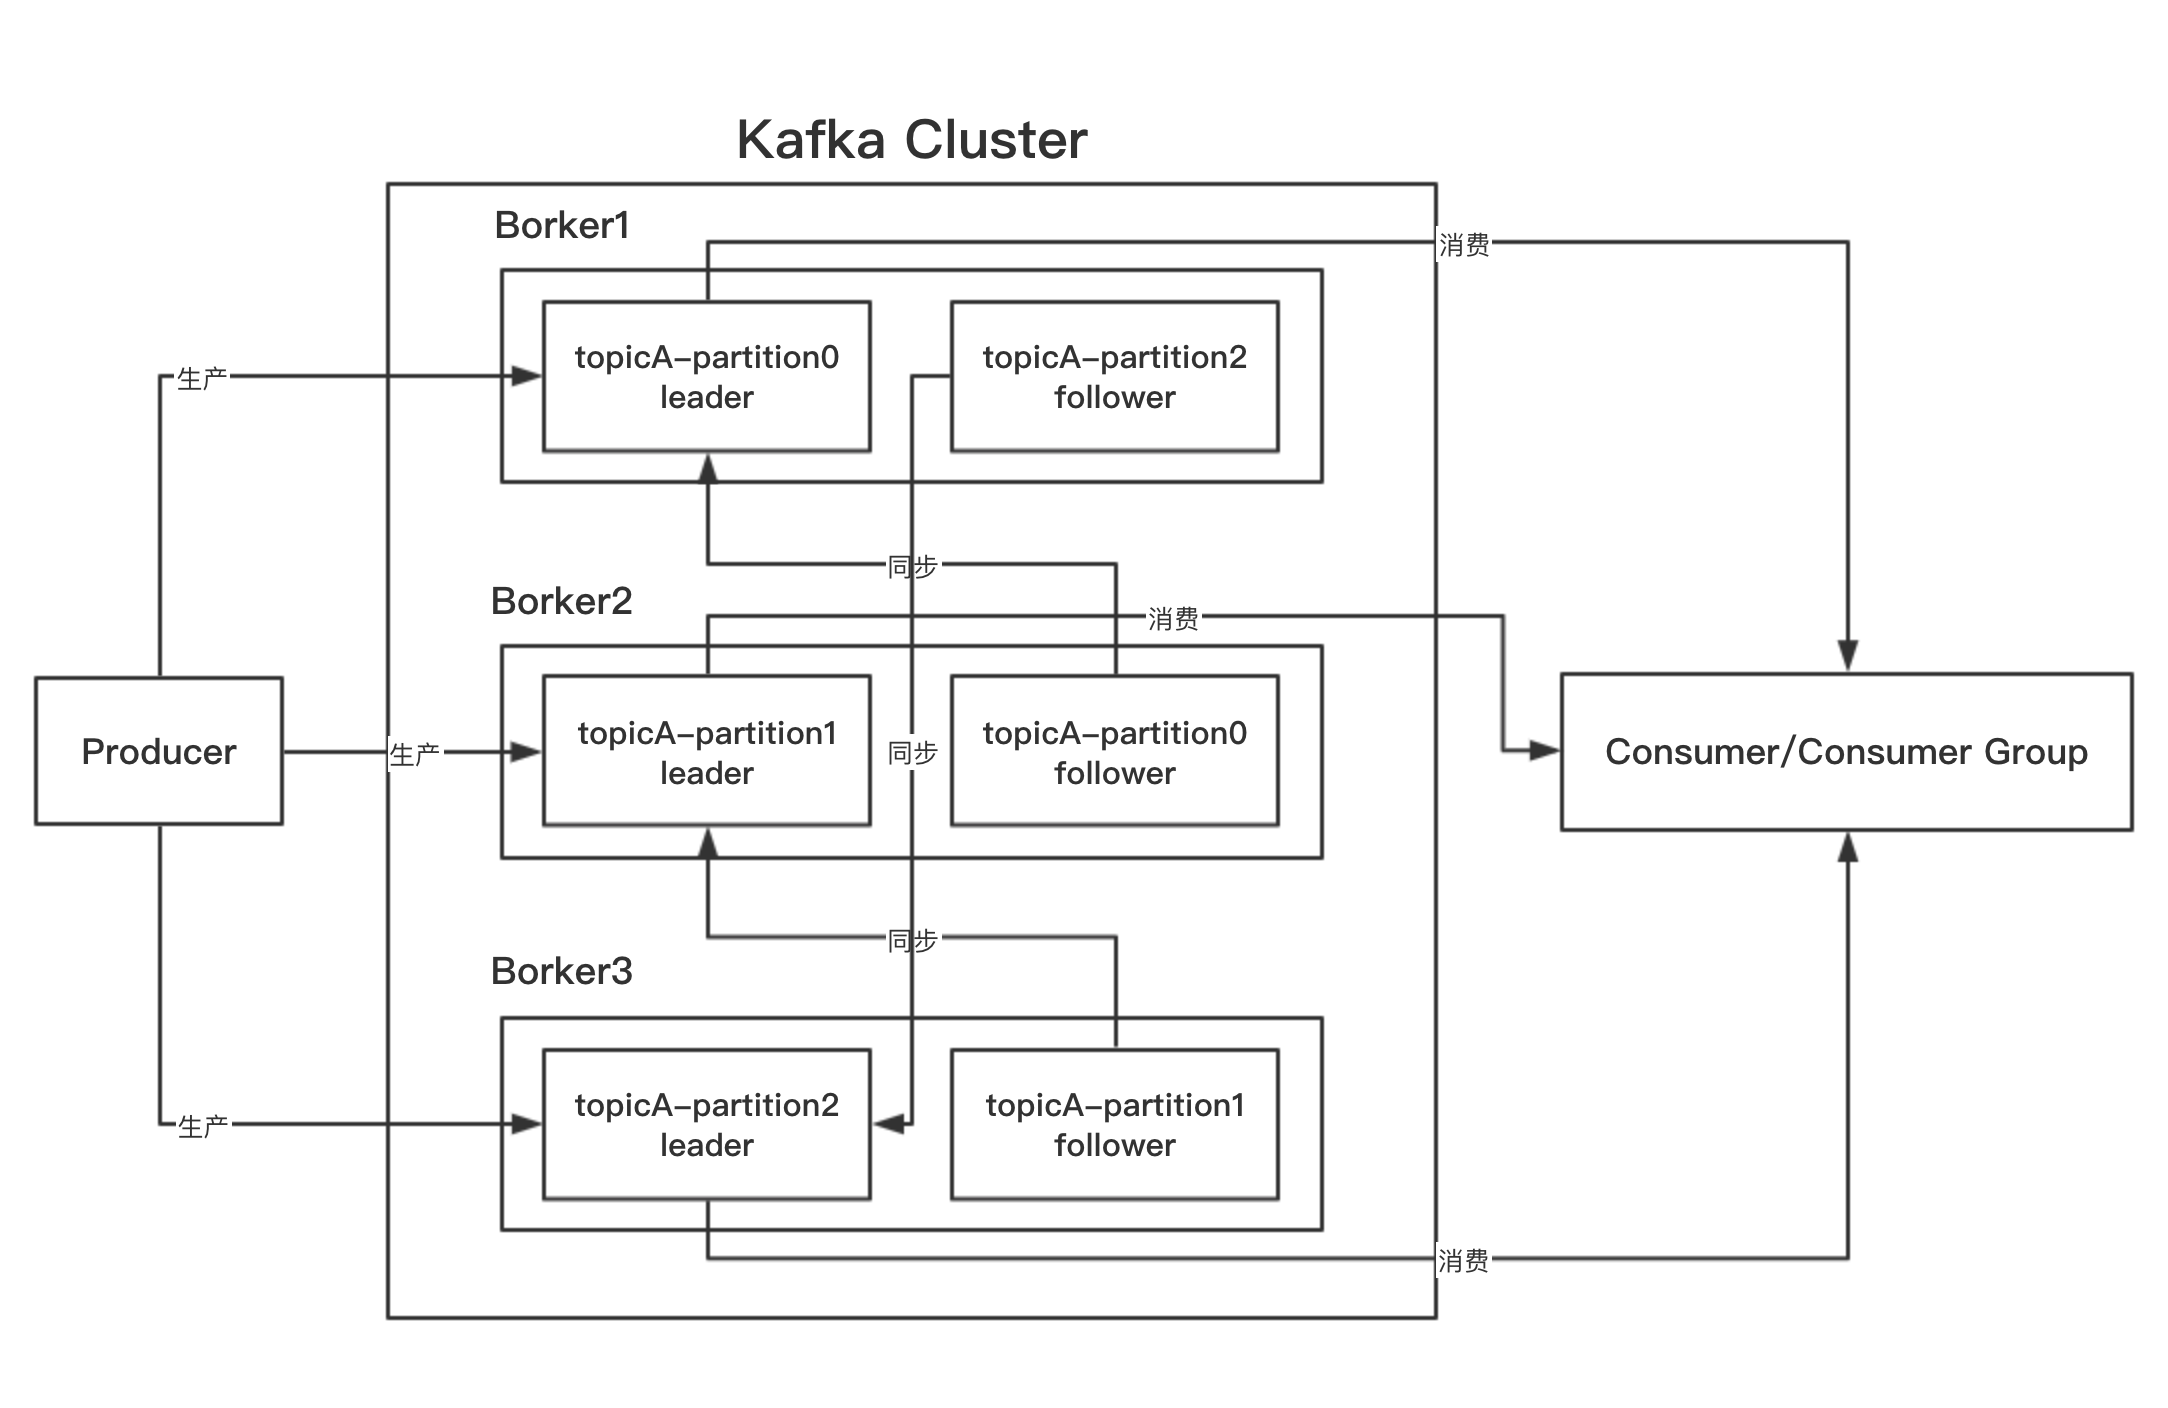 Kafka Cluster
Borker1
消费
topicA-partition0
leader
topicA-partition2
follower
生产
同步
Borker2
消费
Producer
生产
topicA-partition1
leader
同步
topicA-partition0
follower
Consumer/Consumer Group
同步
Borker3
topicA-partition2
leader
topicA-partition1
follower
生产
消费